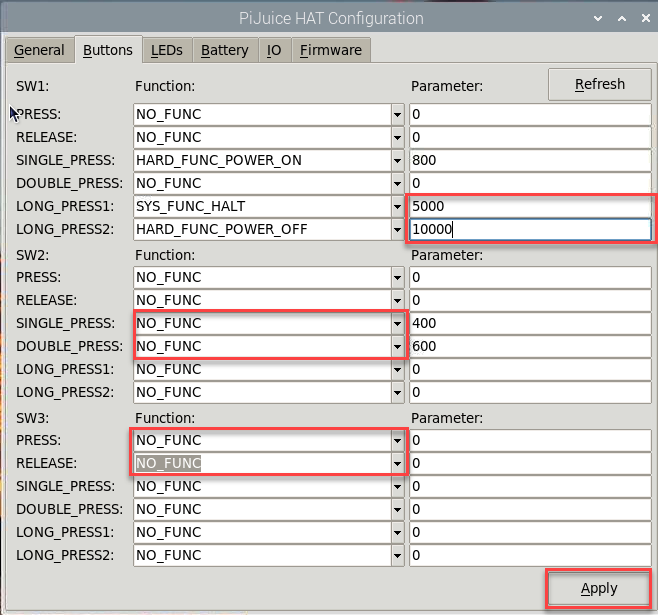 PiJuice HAT Configuration
General Buttons LEDs Battery IO Firmware
SW1: Function: Parameter: Refresh
PRESS: NO_FUNC 0
RELEASE: NO_FUNC 0
SINGLE_PRESS: HARD_FUNC_POWER_ON 800
DOUBLE_PRESS: NO_FUNC 0
LONG_PRESS1: SYS_FUNC_HALT 5000
LONG_PRESS2: HARD_FUNC_POWER_OFF 10000
SW2: Function: Parameter:
PRESS: NO_FUNC 0
RELEASE: NO_FUNC 0
SINGLE_PRESS: NO_FUNC 400
DOUBLE_PRESS: NO_FUNC 600
LONG_PRESS1: NO_FUNC 0
LONG_PRESS2: NO_FUNC 0
SW3: Function: Parameter:
PRESS: NO_FUNC 0
RELEASE: NO_FUNC 0
SINGLE_PRESS: NO_FUNC 0
DOUBLE_PRESS: NO_FUNC 0
LONG_PRESS1: NO_FUNC 0
LONG_PRESS2: NO_FUNC 0
Apply